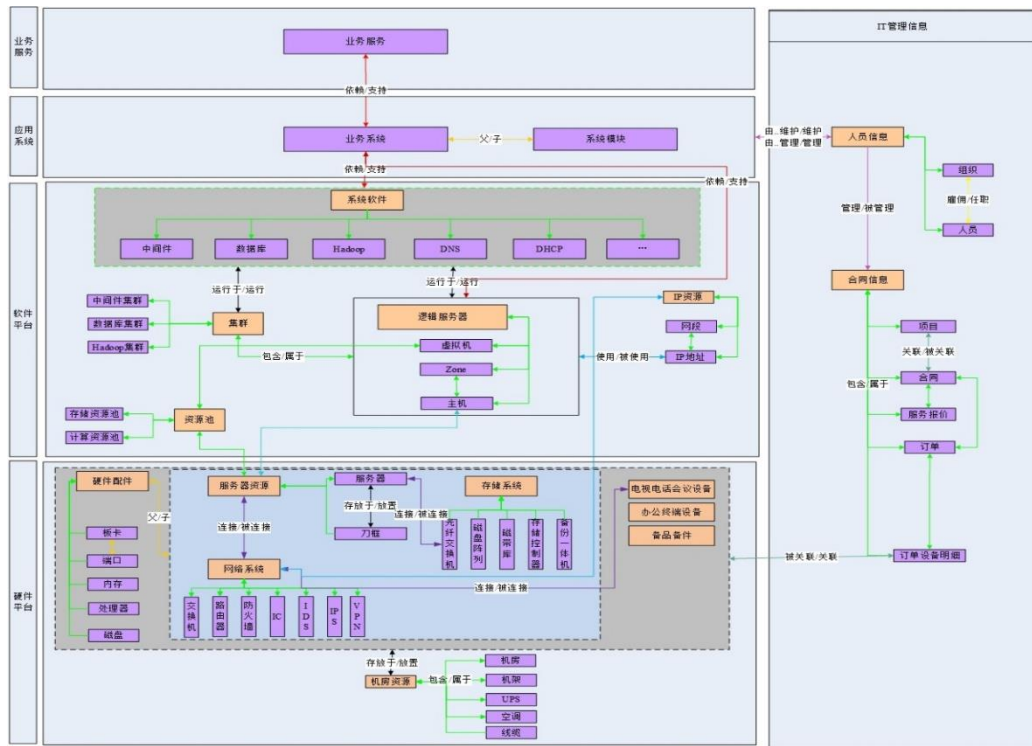 业务
服务
业务服务
依赖/支持
应用
系统
业务系统
父/子
系统模块
依赖/支持
依赖/支持
软件
平台
系统软件
中间件
数据库
Hadoop
DNS
DHCP
...
运行于/运行
运行于/运行
中间件集群
数据库集群
Hadoop集群
集群
包含/属于
逻辑服务器
虚拟机
Zone
主机
IP资源
网段
IP地址
使用/被使用
存储资源池
计算资源池
资源池
硬件
平台
硬件配件
父/子
板卡
端口
内存
处理器
磁盘
服务器资源
连接/被连接
网络系统
交换机
路由器
防火墙
IC
IDS
IPS
VPN
服务器
存放于/放置
刀框
连接/被连接
存储系统
光纤交换机
磁盘阵列
磁带库
存储控制器
备份一体机
连接/被连接
电视电话会议设备
办公终端设备
备品备件
存放于/放置
机房资源
包含/属于
机房
机架
UPS
空调
线缆
IT管理信息
由...维护/维护
由...管理/管理
人员信息
组织
雇佣/任职
人员
管理/被管理
合同信息
项目
关联/被关联
合同
包含/属于
服务报价
订单
订单设备明细
被关联/关联